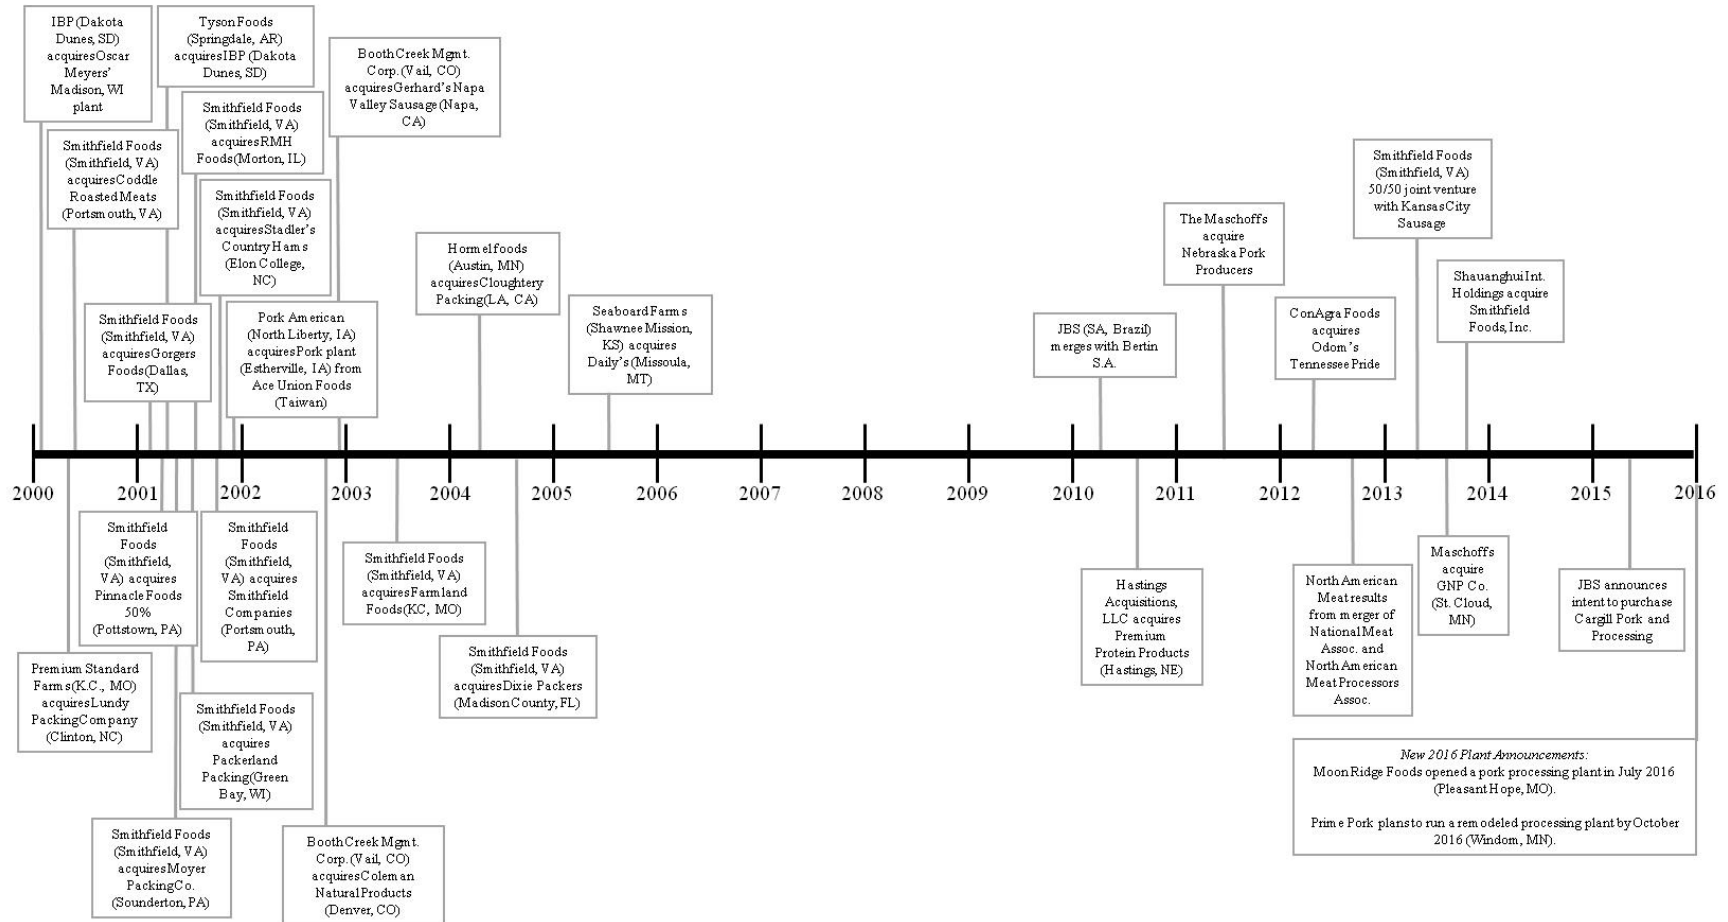 IBP (Dakota
Dunes, SD)
acquires Oscar
Meyers'
Madison, WI
plant
Tyson Foods
(Springdale, AR)
acquires IBP (Dakota
Dunes, SD)
Booth Creek Mgmt.
Corp. (Vail, CO)
acquires Gerhard's Napa
Valley Sausage (Napa,
CA)
Smithfield Foods
(Smithfield, VA)
acquires RMH
Foods (Morton, IL)
Smithfield Foods
(Smithfield, VA)
acquires Coddle
Roasted Meats
(Portsmouth, VA)
Smithfield Foods
(Smithfield, VA)
acquires Stadler's
Country Hams
(Elon College,
NC)
Smithfield Foods
(Smithfield, VA)
50/50 joint venture
with Kansas City
Sausage
The Maschoffs
acquire
Nebraska Pork
Producers
Hormel foods
(Austin, MN)
acquires Cloughtery
Packing (LA, CA)
Shauanghui Int.
Holdings acquire
Smithfield
Foods, Inc.
Smithfield Foods
(Smithfield, VA)
acquires Gorgers
Foods (Dallas,
TX)
Pork American
(North Liberty, IA)
acquires Pork plant
(Estherville, IA) from
Ace Union Foods
(Taiwan)
Seaboard Farms
(Shawnee Mission,
KS) acquires
Daily's (Missoula,
MT)
JBS (SA, Brazil)
merges with Bertin
S.A.
ConAgra Foods
acquires
Odom's
Tennessee Pride
2000 2001 2002 2003 2004 2005 2006 2007 2008 2009 2010 2011 2012 2013 2014 2015 2016
Smithfield
Foods
(Smithfield,
VA) acquires
Pinnacle Foods
50%
(Pottstown, PA)
Smithfield
Foods
(Smithfield,
VA) acquires
Smithfield
Companies
(Portsmouth,
PA)
Smithfield Foods
(Smithfield, VA)
acquires Farmland
Foods (KC, MO)
Hastings
Acquisitions,
LLC acquires
Premium
Protein Products
(Hastings, NE)
North American
Meat results
from merger of
National Meat
Assoc. and
North American
Meat Processors
Assoc.
Maschoffs
acquire
GNP Co.
(St. Cloud,
MN)
JBS announces
intent to purchase
Cargill Pork and
Processing
Premium Standard
Farms (K.C., MO)
acquires Lundy
Packing Company
(Clinton, NC)
Smithfield Foods
(Smithfield, VA)
acquires Dixie Packers
(Madison County, FL)
Smithfield Foods
(Smithfield, VA)
acquires
Packerland
Packing (Green
Bay, WI)
New 2016 Plant Announcements:
Moon Ridge Foods opened a pork processing plant in July 2016
(Pleasant Hope, MO).
Prime Pork plans to run a remodeled processing plant by October
2016 (Windom, MN).
Smithfield Foods
(Smithfield, VA)
acquires Moyer
Packing Co.
(Sounderton, PA)
Booth Creek Mgmt.
Corp. (Vail, CO)
acquires Coleman
Natural Products
(Denver, CO)